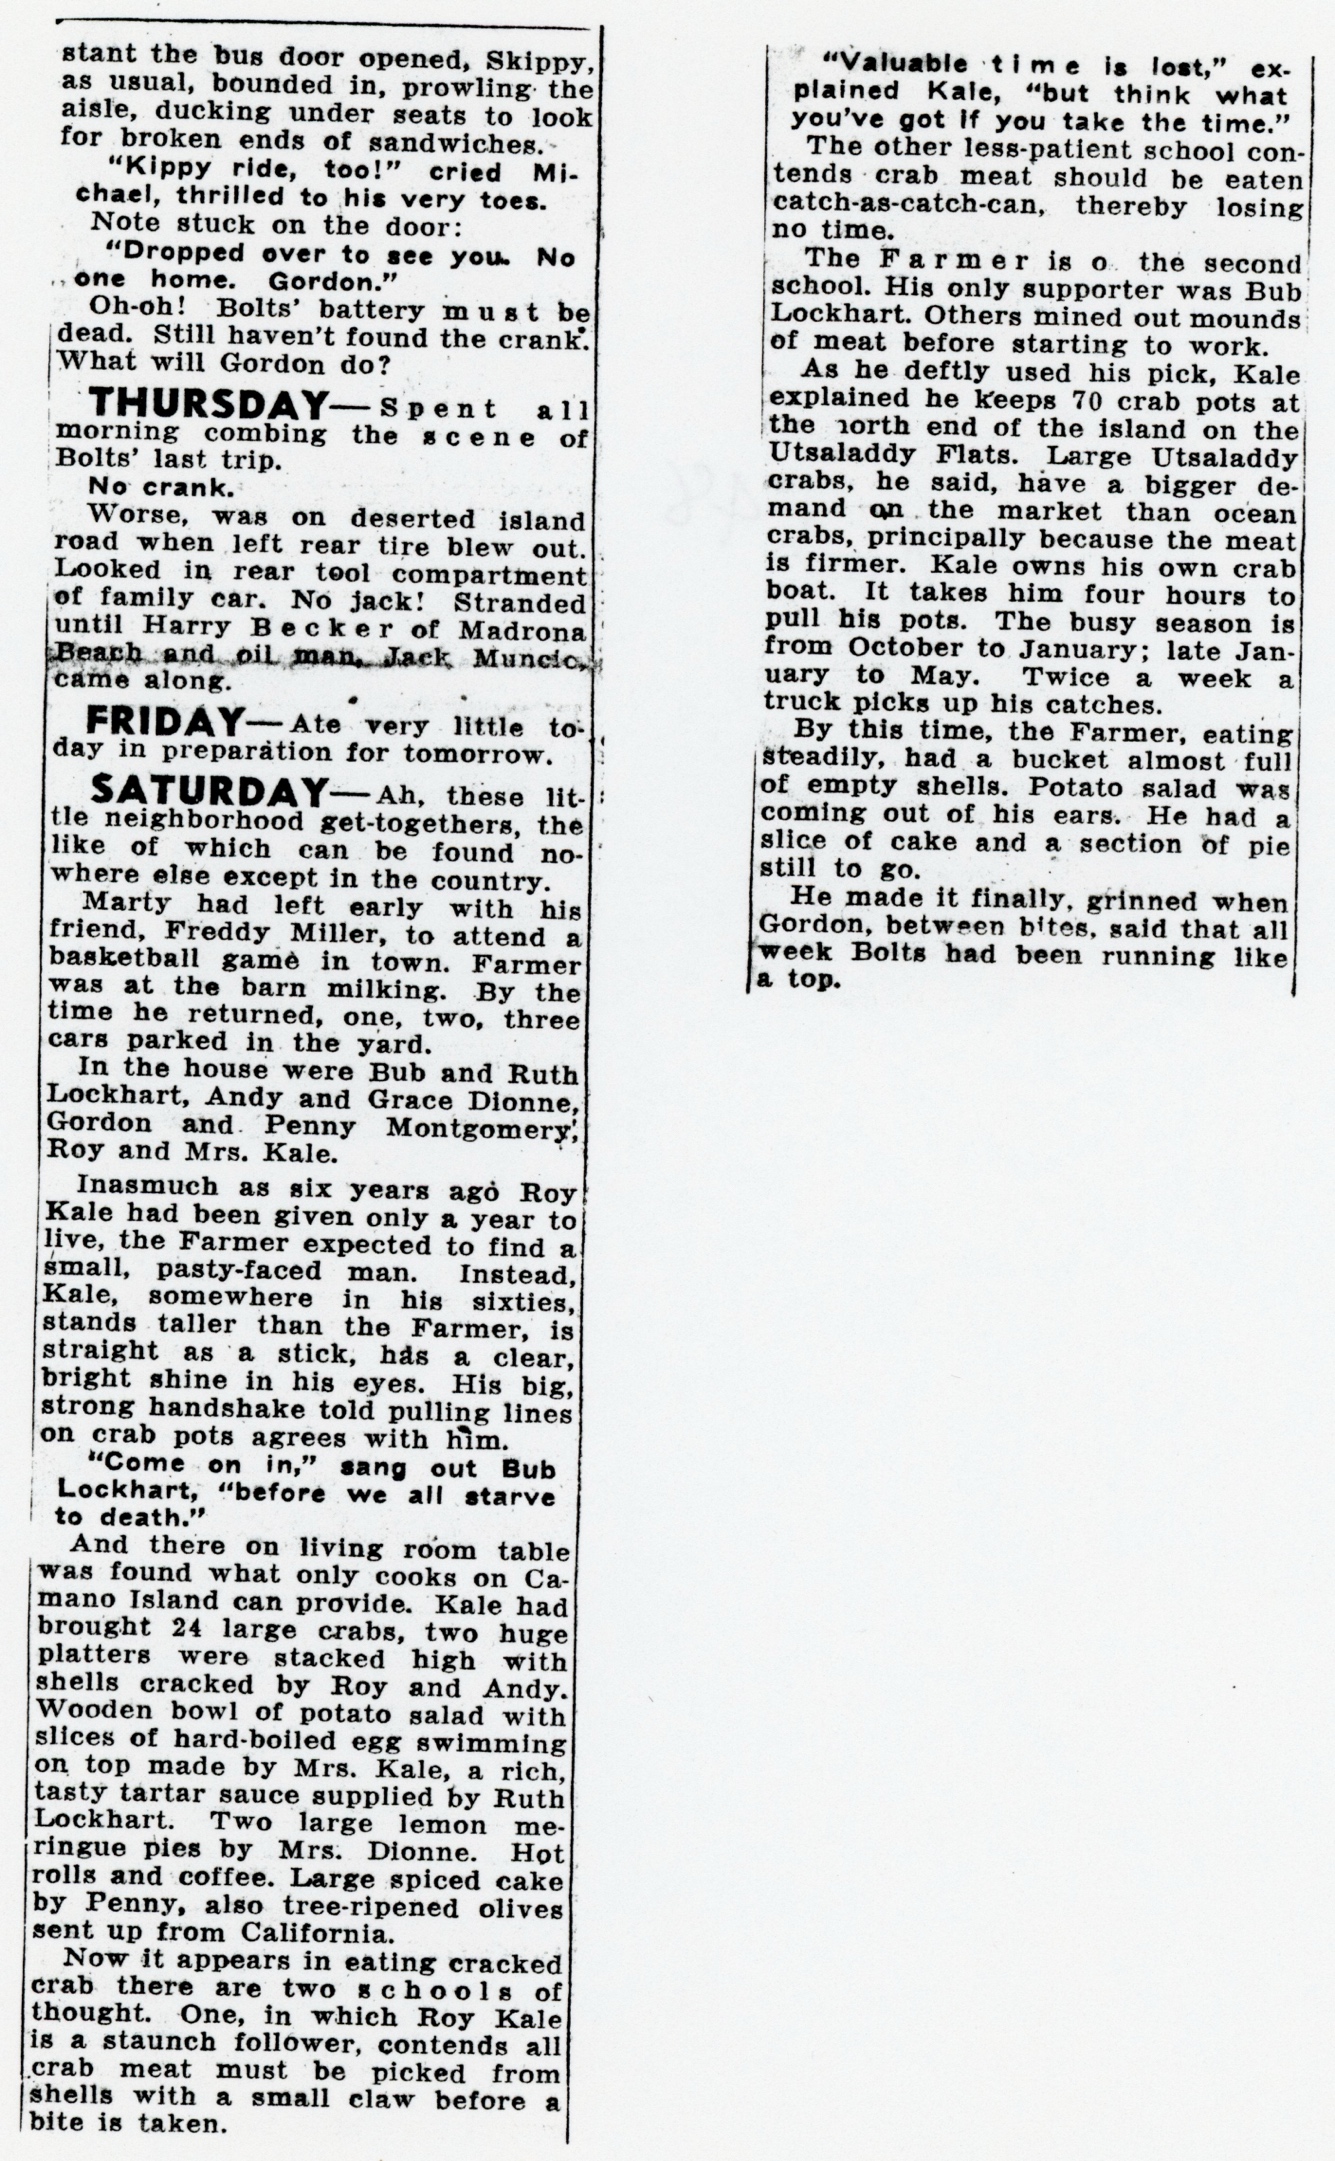 stant the bus door opened, Skippy,
as usual, bounded in, prowling the
aisle, ducking under seats to look
for broken ends of sandwiches.
"Kippy ride, too!" cried Mi-
chael, thrilled to his very toes.
Note stuck on the door:
"Dropped over to see you. No
one home. Gordon."
Oh-oh! Bolts' battery must be
dead. Still haven't found the crank.
What will Gordon do?
THURSDAY—Spent all
morning combing the scene of
Bolts' last trip.
No crank.
Worse, was on deserted island
road when left rear tire blew out.
Looked in rear tool compartment
of family car. No jack! Stranded
until Harry Becker of Madrona
Beach and oil man, Jack Muncie,
came along.
FRIDAY—Ate very little to-
day in preparation for tomorrow.
SATURDAY—Ah, these lit-
tle neighborhood get-togethers, the
like of which can be found no-
where else except in the country.
Marty had left early with his
friend, Freddy Miller, to attend a
basketball game in town. Farmer
was at the barn milking. By the
time he returned, one, two, three
cars parked in the yard.
In the house were Bub and Ruth
Lockhart, Andy and Grace Dionne,
Gordon and Penny Montgomery,
Roy and Mrs. Kale.
Inasmuch as six years ago Roy
Kale had been given only a year to
live, the Farmer expected to find a
small, pasty-faced man. Instead,
Kale, somewhere in his sixties,
stands taller than the Farmer, is
straight as a stick, has a clear,
bright shine in his eyes. His big,
strong handshake told pulling lines
on crab pots agrees with him.
"Come on in," sang out Bub
Lockhart, "before we all starve
to death."
And there on living room table
was found what only cooks on Ca-
mano Island can provide. Kale had
brought 24 large crabs, two huge
platters were stacked high with
shells cracked by Roy and Andy.
Wooden bowl of potato salad with
slices of hard-boiled egg swimming
on top made by Mrs. Kale, a rich,
tasty tartar sauce supplied by Ruth
Lockhart. Two large lemon me-
ringue pies by Mrs. Dionne. Hot
rolls and coffee. Large spiced cake
by Penny, also tree-ripened olives
sent up from California.
Now it appears in eating cracked
crab there are two schools of
thought. One, in which Roy Kale
is a staunch follower, contends all
crab meat must be picked from
shells with a small claw before a
bite is taken.
"Valuable time is lost," ex-
plained Kale, "but think what
you've got if you take the time."
The other less-patient school con-
tends crab meat should be eaten
catch-as-catch-can, thereby losing
no time.
The Farmer is o the second
school. His only supporter was Bub
Lockhart. Others mined out mounds
of meat before starting to work.
As he deftly used his pick, Kale
explained he keeps 70 crab pots at
the north end of the island on the
Utsaladdy Flats. Large Utsaladdy
crabs, he said, have a bigger de-
mand on the market than ocean
crabs, principally because the meat
is firmer. Kale owns his own crab
boat. It takes him four hours to
pull his pots. The busy season is
from October to January; late Jan-
uary to May. Twice a week a
truck picks up his catches.
By this time, the Farmer, eating
steadily, had a bucket almost full
of empty shells. Potato salad was
coming out of his ears. He had a
slice of cake and a section of pie
still to go.
He made it finally, grinned when
Gordon, between bites, said that all
week Bolts had been running like
a top.